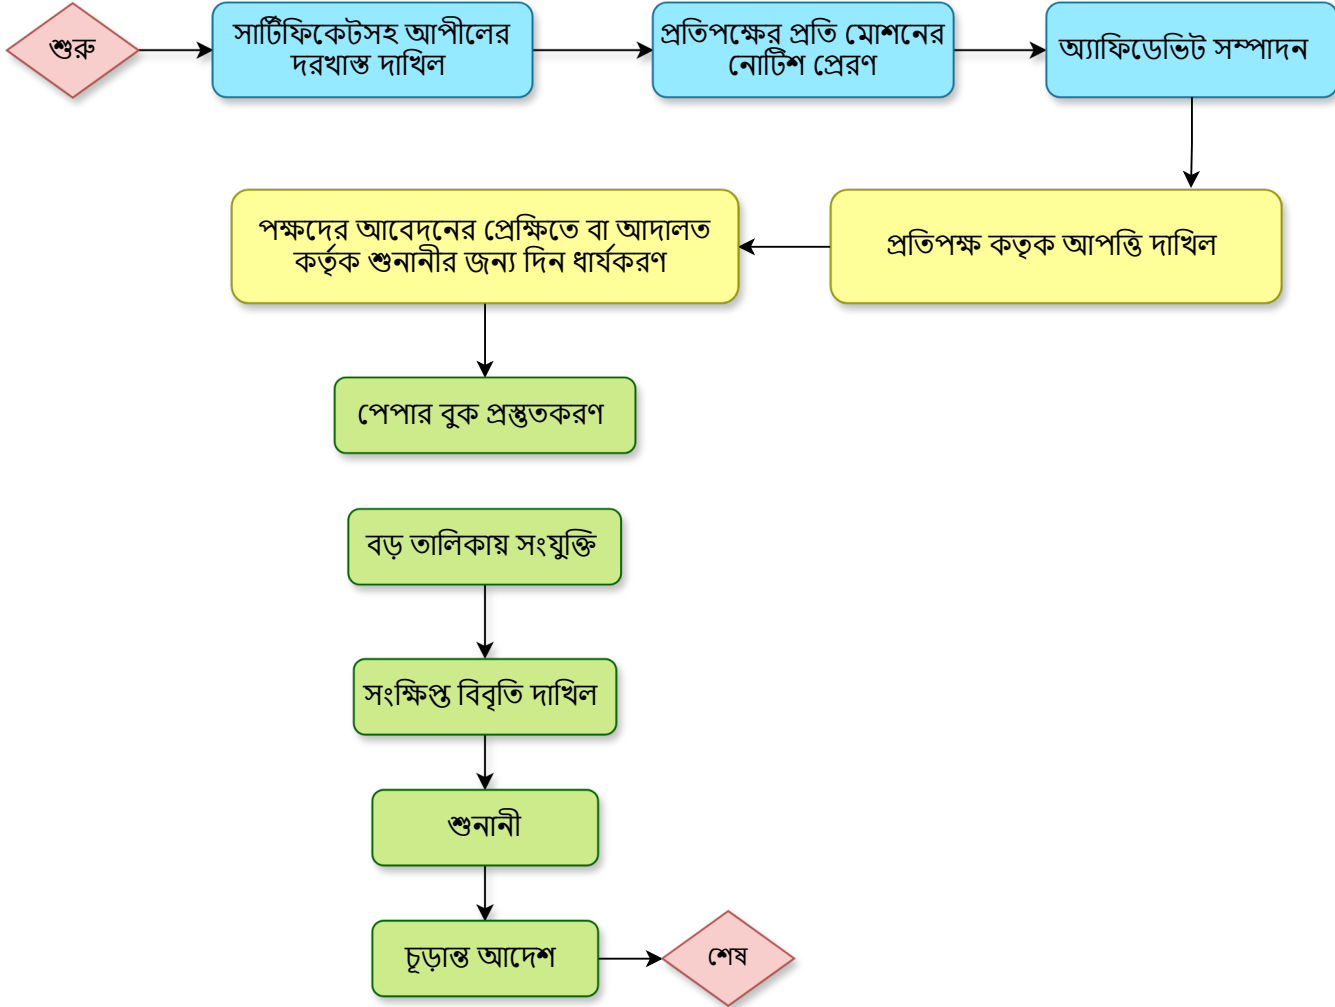 শুরু
সার্টিফিকেটসহ আপীলের
দরখাস্ত দাখিল
প্রতিপক্ষের প্রতি মোশনের
নোটিশ প্রেরণ
অ্যাফিডেভিট সম্পাদন
প্রতিপক্ষ কতৃক আপত্তি দাখিল
পক্ষদের আবেদনের প্রেক্ষিতে বা আদালত
কর্তৃক শুনানীর জন্য দিন ধার্যকরণ
পেপার বুক প্রস্তুতকরণ
বড় তালিকায় সংযুক্তি
সংক্ষিপ্ত বিবৃতি দাখিল
শুনানী
চূড়ান্ত আদেশ
শেষ